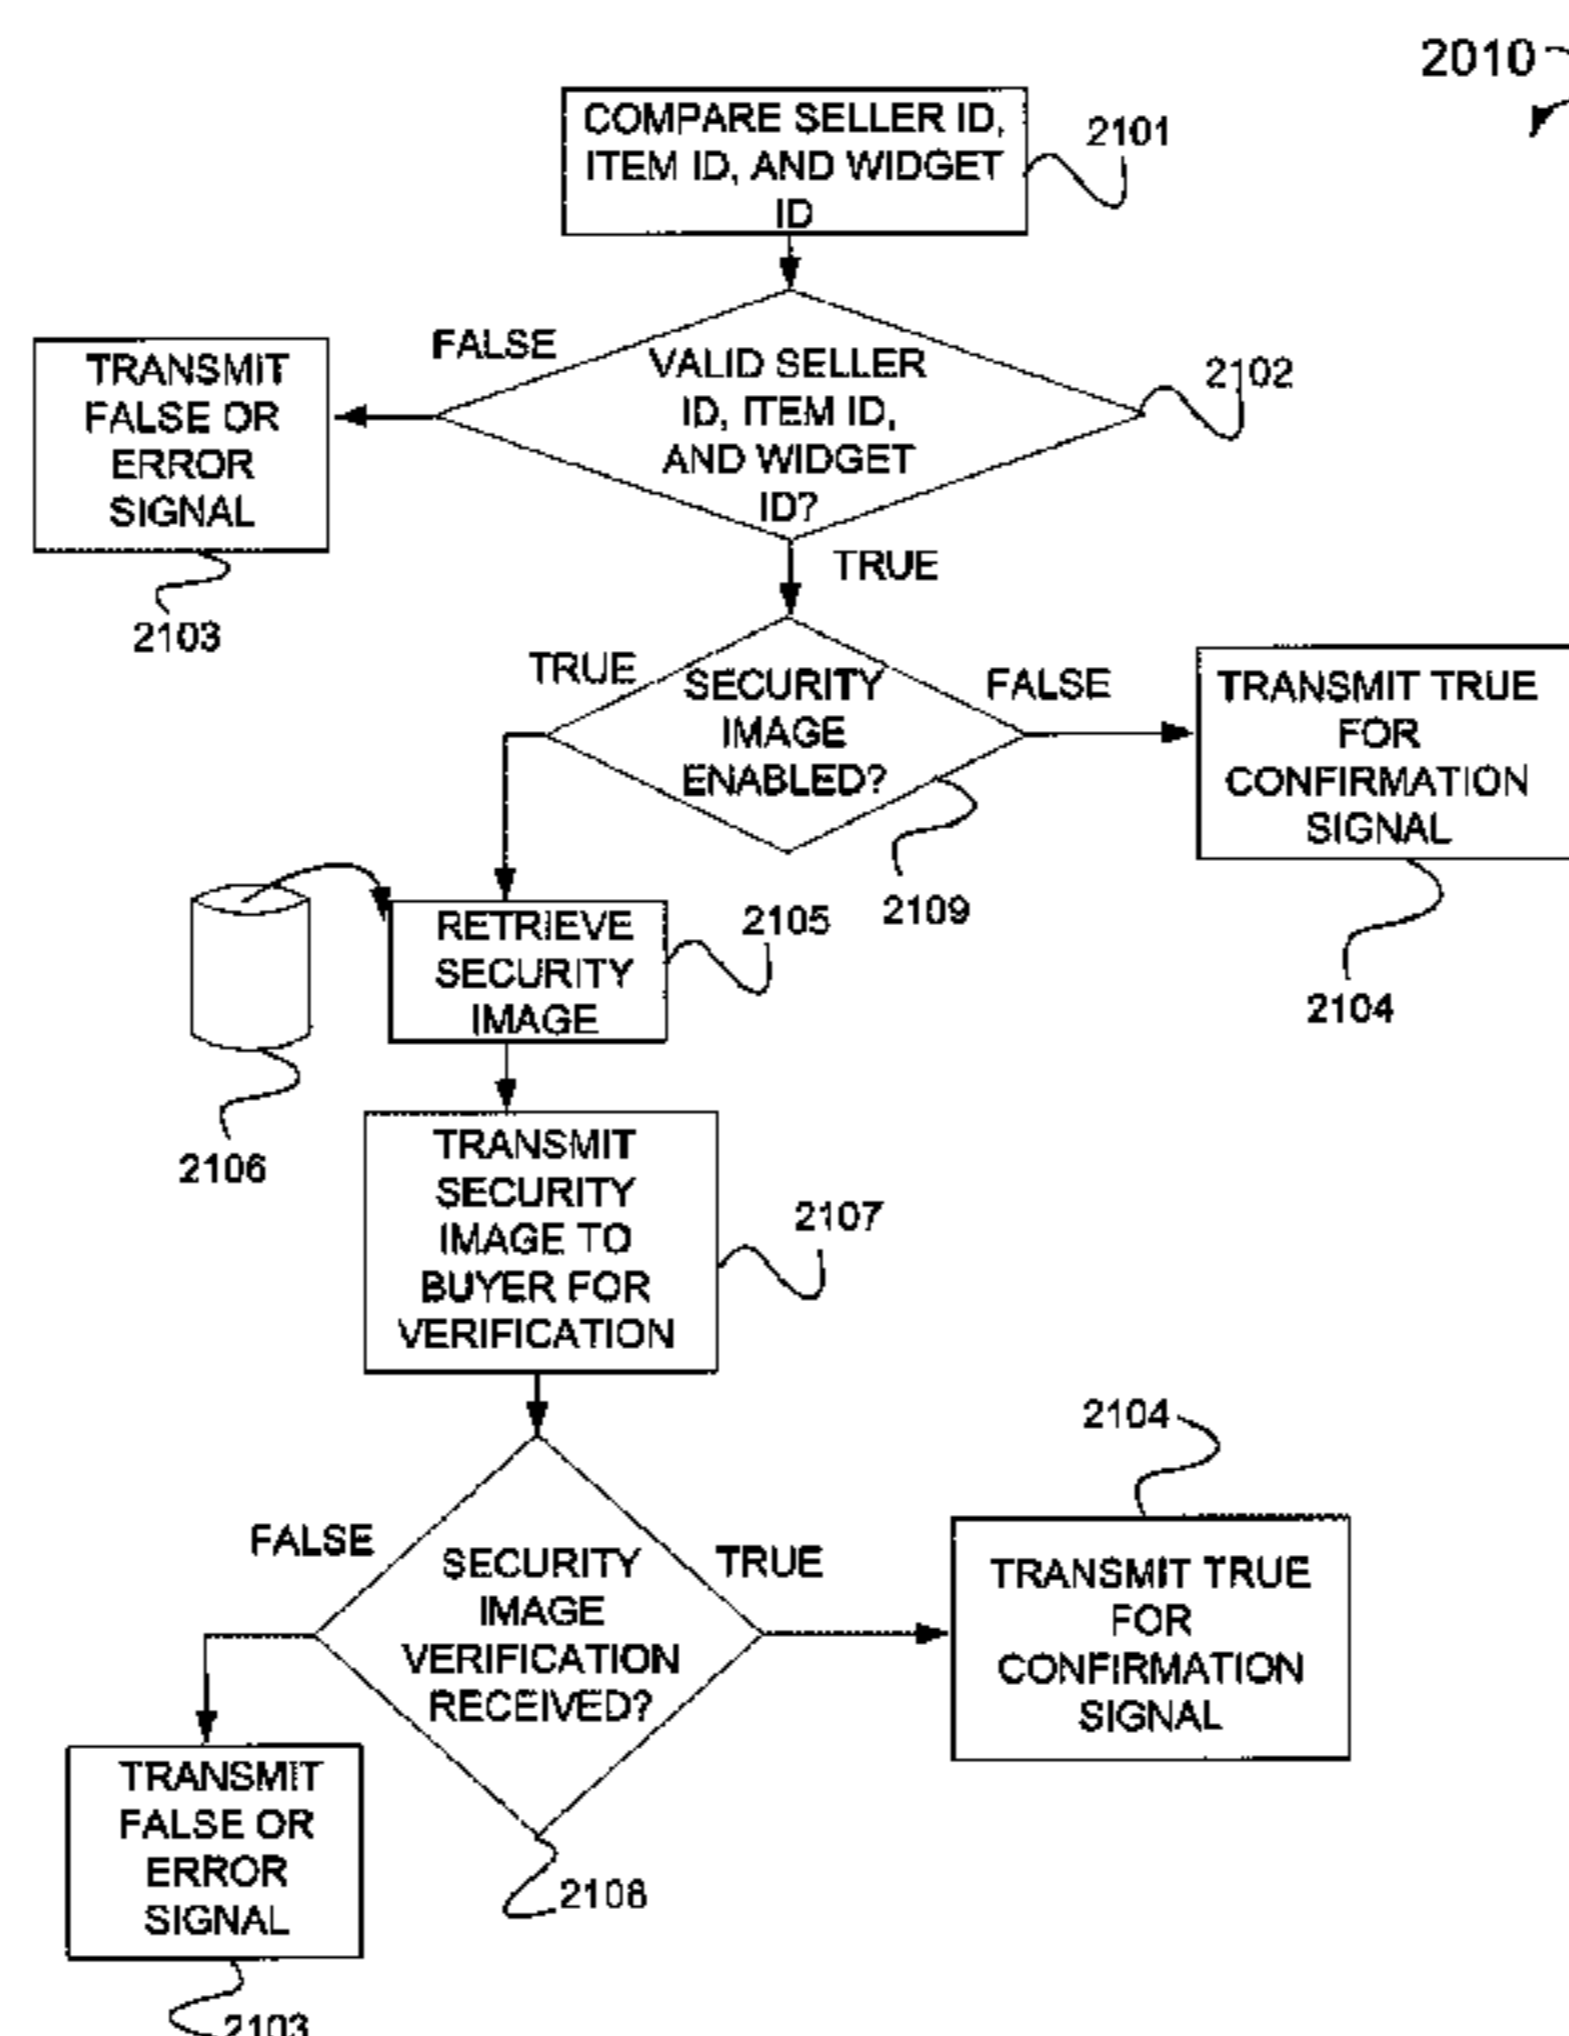 2010
COMPARE SELLER ID,
ITEM ID, AND WIDGET
ID
2101
FALSE
VALID SELLER
ID, ITEM ID,
AND WIDGET
ID?
2102
TRANSMIT
FALSE OR
ERROR
SIGNAL
2103
TRUE
TRUE
SECURITY
IMAGE
ENABLED?
FALSE
2109
TRANSMIT TRUE
FOR
CONFIRMATION
SIGNAL
2104
RETRIEVE
SECURITY
IMAGE
2105
2106
TRANSMIT
SECURITY
IMAGE TO
BUYER FOR
VERIFICATION
2107
FALSE
SECURITY
IMAGE
VERIFICATION
RECEIVED?
TRUE
2108
2104
TRANSMIT TRUE
FOR
CONFIRMATION
SIGNAL
TRANSMIT
FALSE OR
ERROR
SIGNAL
2103